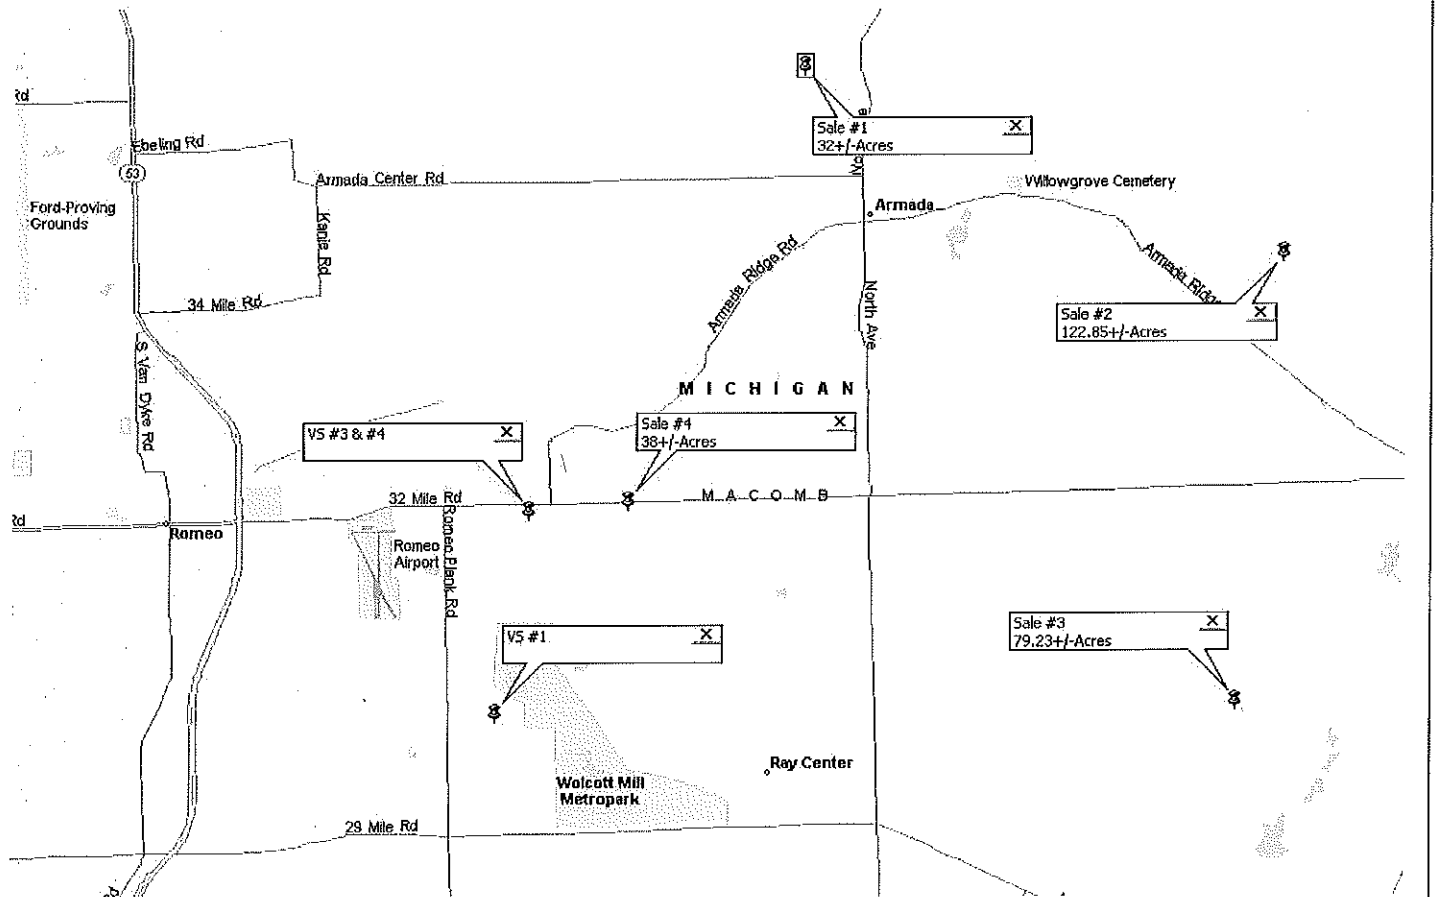 Rd
Sale #1
32+/-Acres
Ebeling Rd
53
Armada Center Rd
Willowgrove Cemetery
Ford-Proving
Grounds
Kanie Rd
Armada
Armada Ridge Rd
Armada Ridge
34 Mile Rd
North Ave
Sale #2
122.85+/-Acres
S Van Dyke Rd
MICHIGAN
VS #3 & #4
Sale #4
38+/-Acres
32 Mile Rd
MACOMB
Rd
Romeo
Romeo
Airport
Romeo Plank Rd
Sale #3
79.23+/-Acres
VS #1
Ray Center
Wolcott Mill
Metropark
29 Mile Rd